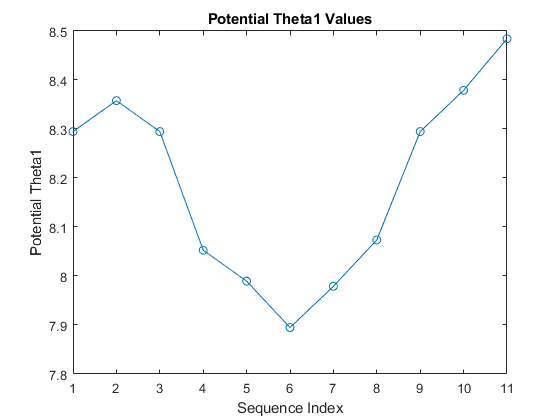 Potential Theta1 Values
8.5
8.4
8.3
8.2
8.1
8
7.9
7.8
Potential Theta1
1 2 3 4 5 6 7 8 9 10 11
Sequence Index